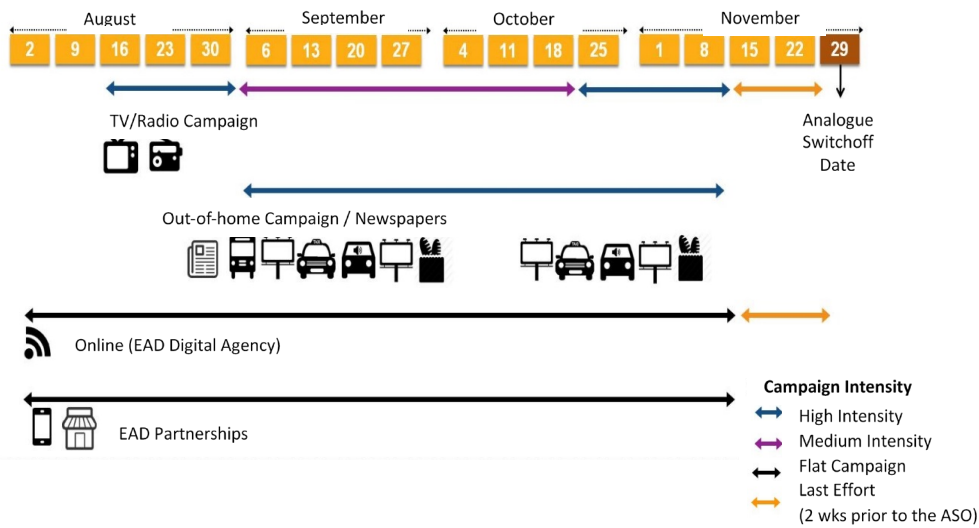 August September October November
2 9 16 23 30 6 13 20 27 4 11 18 25 1 8 15 22 29
TV/Radio Campaign
Analogue
Switchoff
Date
Out-of-home Campaign / Newspapers
Online (EAD Digital Agency)
EAD Partnerships
Campaign Intensity
High Intensity
Medium Intensity
Flat Campaign
Last Effort
(2 wks prior to the ASO)